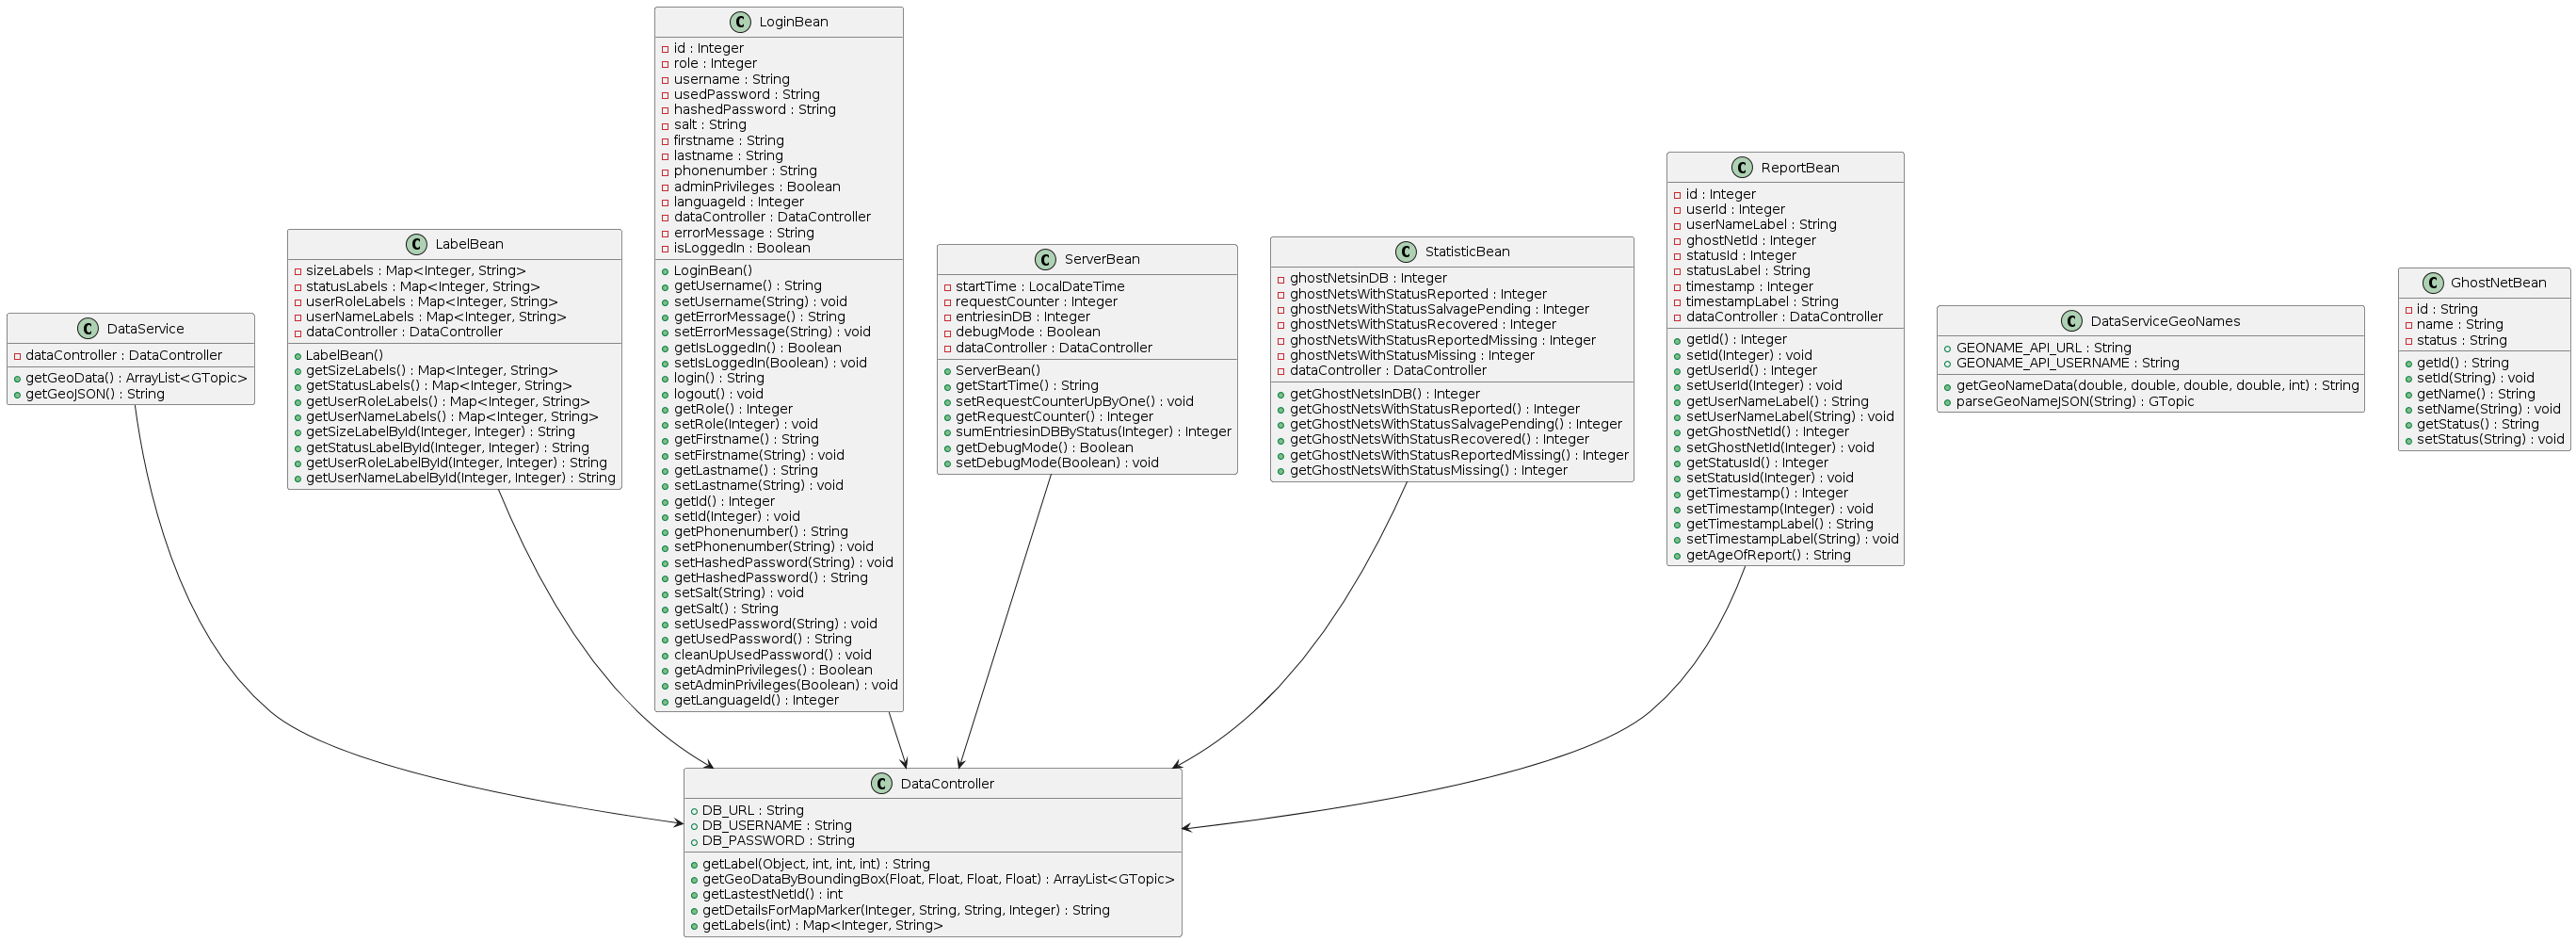 DataService
dataController : DataController
getGeoData() : ArrayList<GTopic>
getGeoJSON() : String
LabelBean
sizeLabels : Map<Integer, String>
statusLabels : Map<Integer, String>
userRoleLabels : Map<Integer, String>
userNameLabels : Map<Integer, String>
dataController : DataController
LabelBean()
getSizeLabels() : Map<Integer, String>
getStatusLabels() : Map<Integer, String>
getUserRoleLabels() : Map<Integer, String>
getUserNameLabels() : Map<Integer, String>
getSizeLabelById(Integer, Integer) : String
getStatusLabelById(Integer, Integer) : String
getUserRoleLabelById(Integer, Integer) : String
getUserNameLabelById(Integer, Integer) : String
LoginBean
id : Integer
role : Integer
username : String
usedPassword : String
hashedPassword : String
salt : String
firstname : String
lastname : String
phonenumber : String
adminPrivileges : Boolean
languageId : Integer
dataController : DataController
errorMessage : String
isLoggedIn : Boolean
LoginBean()
getUsername() : String
setUsername(String) : void
getErrorMessage() : String
setErrorMessage(String) : void
getIsLoggedIn() : Boolean
setIsLoggedIn(Boolean) : void
login() : String
logout() : void
getRole() : Integer
setRole(Integer) : void
getFirstname() : String
setFirstname(String) : void
getLastname() : String
setLastname(String) : void
getId() : Integer
setId(Integer) : void
getPhonenumber() : String
setPhonenumber(String) : void
setHashedPassword(String) : void
getHashedPassword() : String
setSalt(String) : void
getSalt() : String
setUsedPassword(String) : void
getUsedPassword() : String
cleanUpUsedPassword() : void
getAdminPrivileges() : Boolean
setAdminPrivileges(Boolean) : void
getLanguageId() : Integer
ServerBean
startTime : LocalDateTime
requestCounter : Integer
entriesinDB : Integer
debugMode : Boolean
dataController : DataController
ServerBean()
getStartTime() : String
setRequestCounterUpByOne() : void
getRequestCounter() : Integer
sumEntriesinDBByStatus(Integer) : Integer
getDebugMode() : Boolean
setDebugMode(Boolean) : void
StatisticBean
ghostNetsinDB : Integer
ghostNetsWithStatusReported : Integer
ghostNetsWithStatusSalvagePending : Integer
ghostNetsWithStatusRecovered : Integer
ghostNetsWithStatusReportedMissing : Integer
ghostNetsWithStatusMissing : Integer
dataController : DataController
getGhostNetsInDB() : Integer
getGhostNetsWithStatusReported() : Integer
getGhostNetsWithStatusSalvagePending() : Integer
getGhostNetsWithStatusRecovered() : Integer
getGhostNetsWithStatusReportedMissing() : Integer
getGhostNetsWithStatusMissing() : Integer
ReportBean
id : Integer
userId : Integer
userNameLabel : String
ghostNetId : Integer
statusId : Integer
statusLabel : String
timestamp : Integer
timestampLabel : String
dataController : DataController
getId() : Integer
setId(Integer) : void
getUserId() : Integer
setUserId(Integer) : void
getUserNameLabel() : String
setUserNameLabel(String) : void
getGhostNetId() : Integer
setGhostNetId(Integer) : void
getStatusId() : Integer
setStatusId(Integer) : void
getTimestamp() : Integer
setTimestamp(Integer) : void
getTimestampLabel() : String
setTimestampLabel(String) : void
getAgeOfReport() : String
DataServiceGeoNames
GEONAME_API_URL : String
GEONAME_API_USERNAME : String
getGeoNameData(double, double, double, double, int) : String
parseGeoNameJSON(String) : GTopic
GhostNetBean
id : String
name : String
status : String
getId() : String
setId(String) : void
getName() : String
setName(String) : void
getStatus() : String
setStatus(String) : void
DataController
DB_URL : String
DB_USERNAME : String
DB_PASSWORD : String
getLabel(Object, int, int, int) : String
getGeoDataByBoundingBox(Float, Float, Float, Float) : ArrayList<GTopic>
getLastestNetId() : int
getDetailsForMapMarker(Integer, String, String, Integer) : String
getLabels(int) : Map<Integer, String>